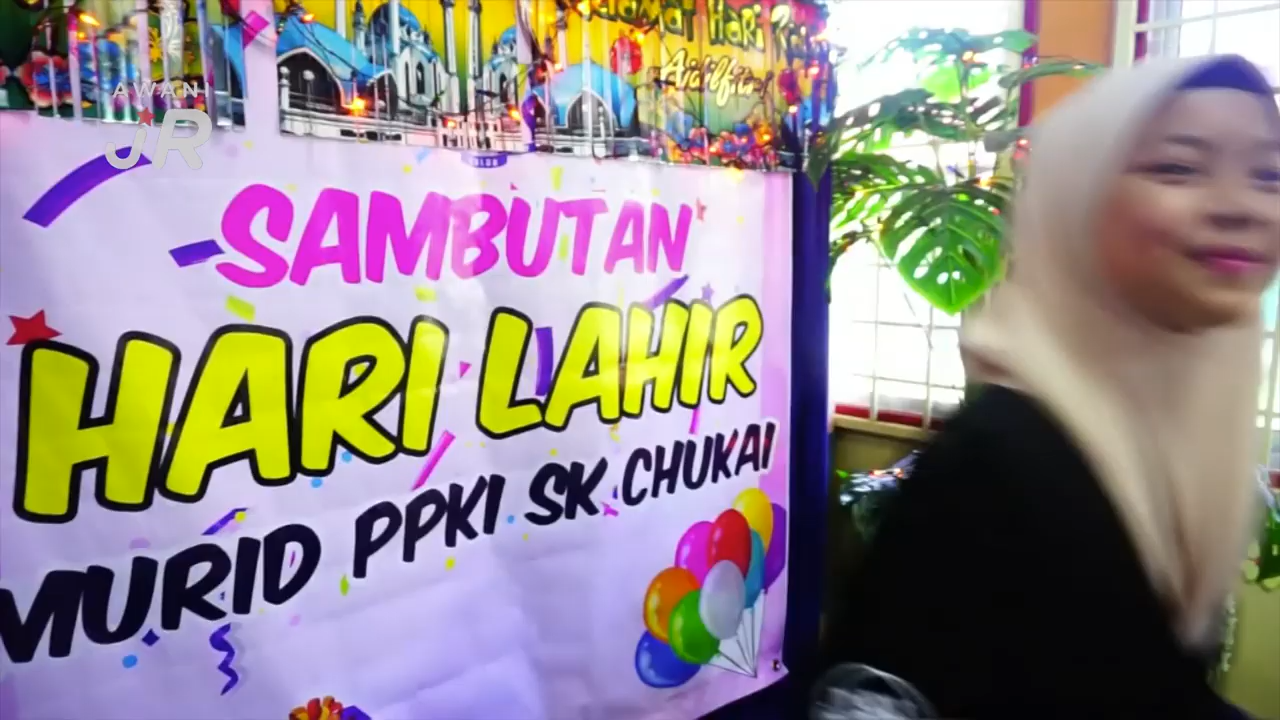 AWANI
JR
Selamat Hari Raya
Aidilfitri
SAMBUTAN
HARI LAHIR
MURID PPKI SK CHUKAI